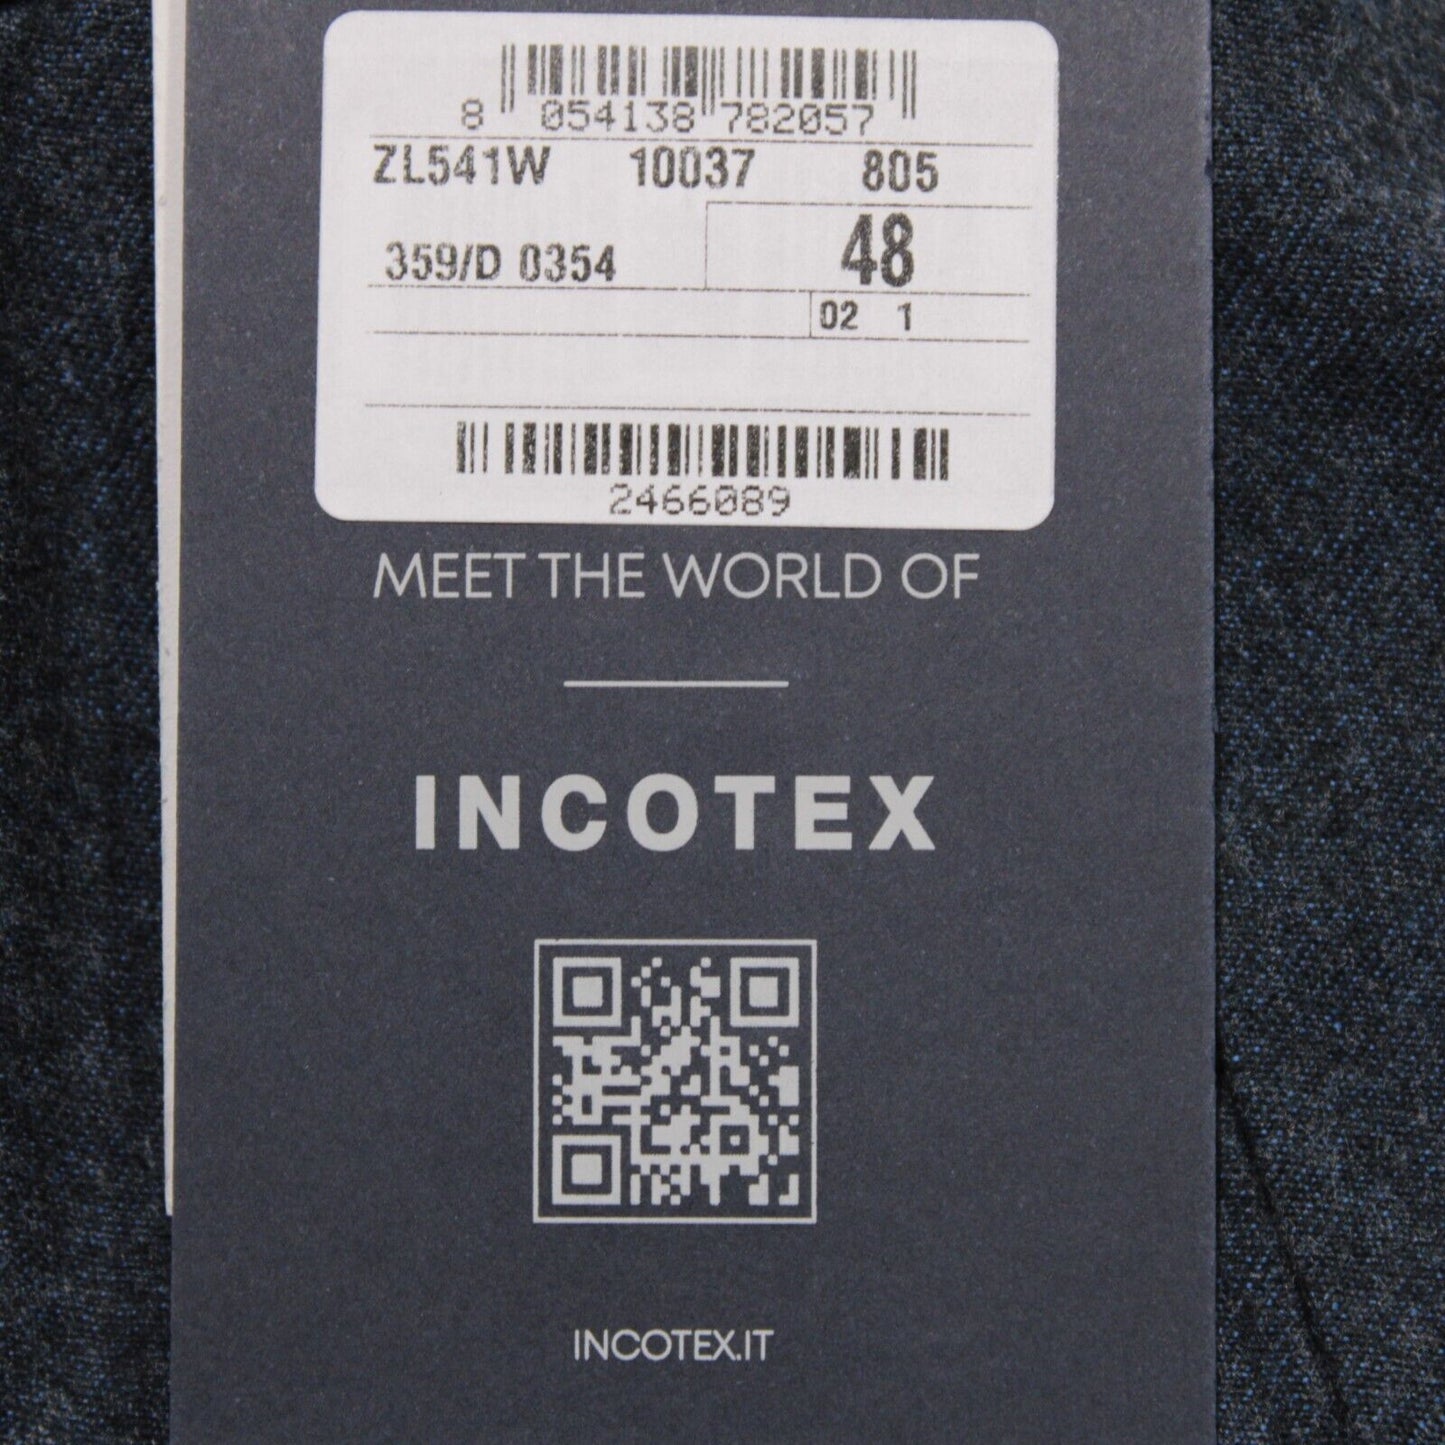 8 054138 782057
ZL541W 10037 805
48
359/D 0354
02 1
2466089
MEET THE WORLD OF
INCOTEX
INCOTEX.IT